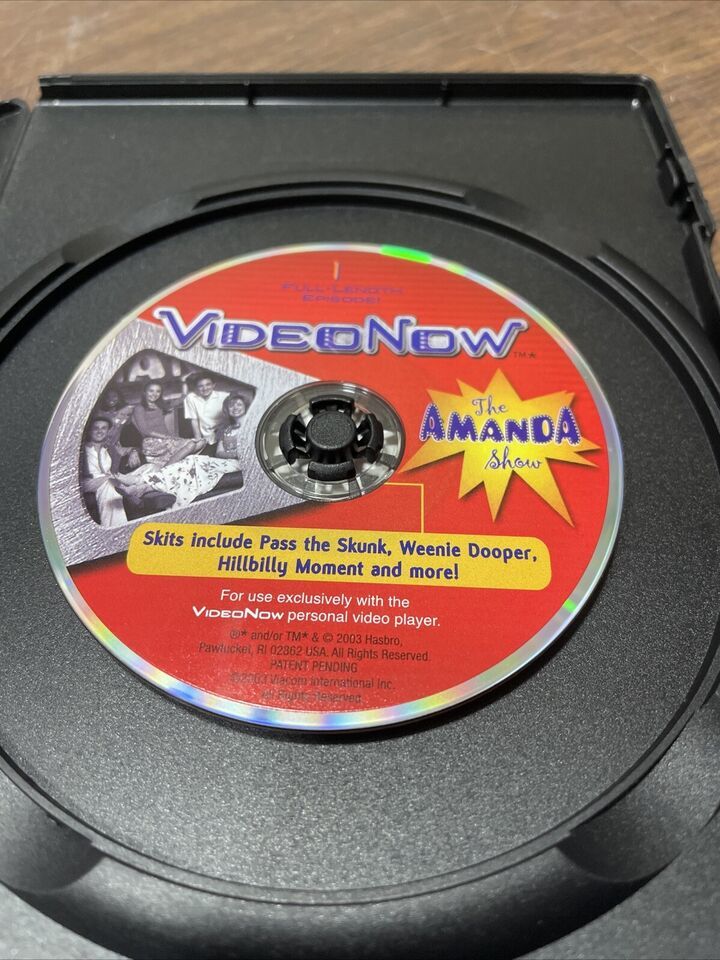 1
FULL-LENGTH
EPISODE!
VIDEONOW
TM*
The
AMANDA
Show
Skits include Pass the Skunk, Weenie Dooper,
Hillbilly Moment and more!
For use exclusively with the
VIDEONOW personal video player.
®* and/or TM* & © 2003 Hasbro,
Pawtucket, RI 02862 USA. All Rights Reserved.
PATENT PENDING
©2003 Viacom International Inc.
All Rights Reserved.